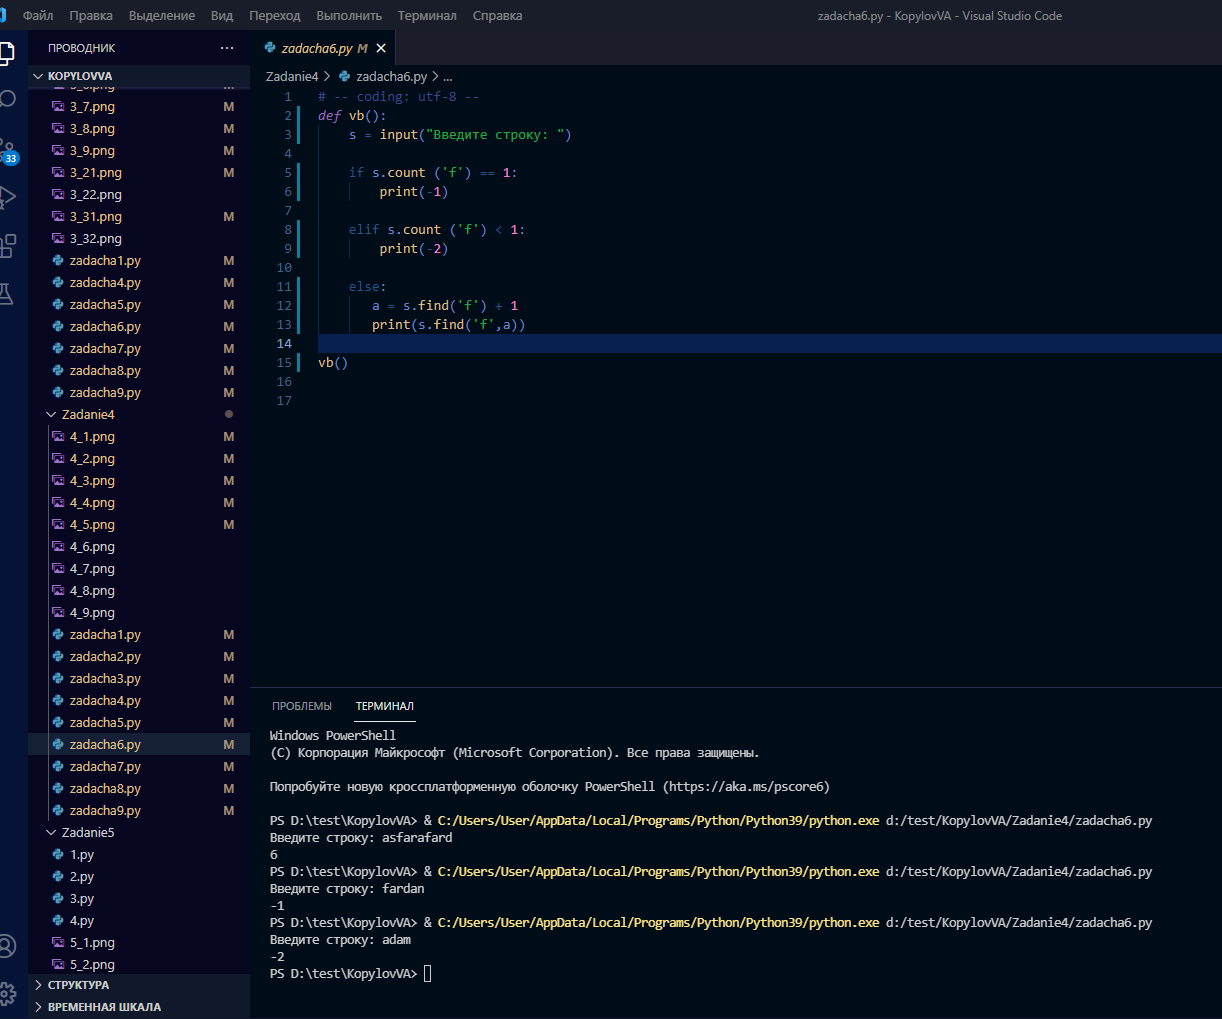 Файл Правка Выделение Вид Переход Выполнить Терминал Справка zadacha6.py - KopylovVA - Visual Studio Code
ПРОВОДНИК ···
KOPYLOVVA
3_7.png M
3_8.png M
3_9.png M
3_21.png M
3_22.png
3_31.png M
3_32.png
zadacha1.py M
zadacha4.py M
zadacha5.py M
zadacha6.py M
zadacha7.py M
zadacha8.py M
zadacha9.py M
Zadanie4
4_1.png M
4_2.png M
4_3.png M
4_4.png M
4_5.png M
4_6.png
4_7.png
4_8.png
4_9.png
zadacha1.py M
zadacha2.py M
zadacha3.py M
zadacha4.py M
zadacha5.py M
zadacha6.py M
zadacha7.py M
zadacha8.py M
zadacha9.py M
Zadanie5
1.py
2.py
3.py
4.py
5_1.png
5_2.png
СТРУКТУРА
ВРЕМЕННАЯ ШКАЛА
33
zadacha6.py M
Zadanie4 > zadacha6.py > ...
1 # -- coding: utf-8 --
2 def vb():
3 s = input("Введите строку: ")
4
5 if s.count ('f') == 1:
6 print(-1)
7
8 elif s.count ('f') < 1:
9 print(-2)
10
11 else:
12 a = s.find('f') + 1
13 print(s.find('f',a))
14
15 vb()
16
17
ПРОБЛЕМЫ ТЕРМИНАЛ
Windows PowerShell
(C) Корпорация Майкрософт (Microsoft Corporation). Все права защищены.
Попробуйте новую кроссплатформенную оболочку PowerShell (https://aka.ms/pscore6)
PS D:\test\KopylovVA> & C:/Users/User/AppData/Local/Programs/Python/Python39/python.exe d:/test/KopylovVA/Zadanie4/zadacha6.py
Введите строку: asfarafard
6
PS D:\test\KopylovVA> & C:/Users/User/AppData/Local/Programs/Python/Python39/python.exe d:/test/KopylovVA/Zadanie4/zadacha6.py
Введите строку: fardan
-1
PS D:\test\KopylovVA> & C:/Users/User/AppData/Local/Programs/Python/Python39/python.exe d:/test/KopylovVA/Zadanie4/zadacha6.py
Введите строку: adam
-2
PS D:\test\KopylovVA>